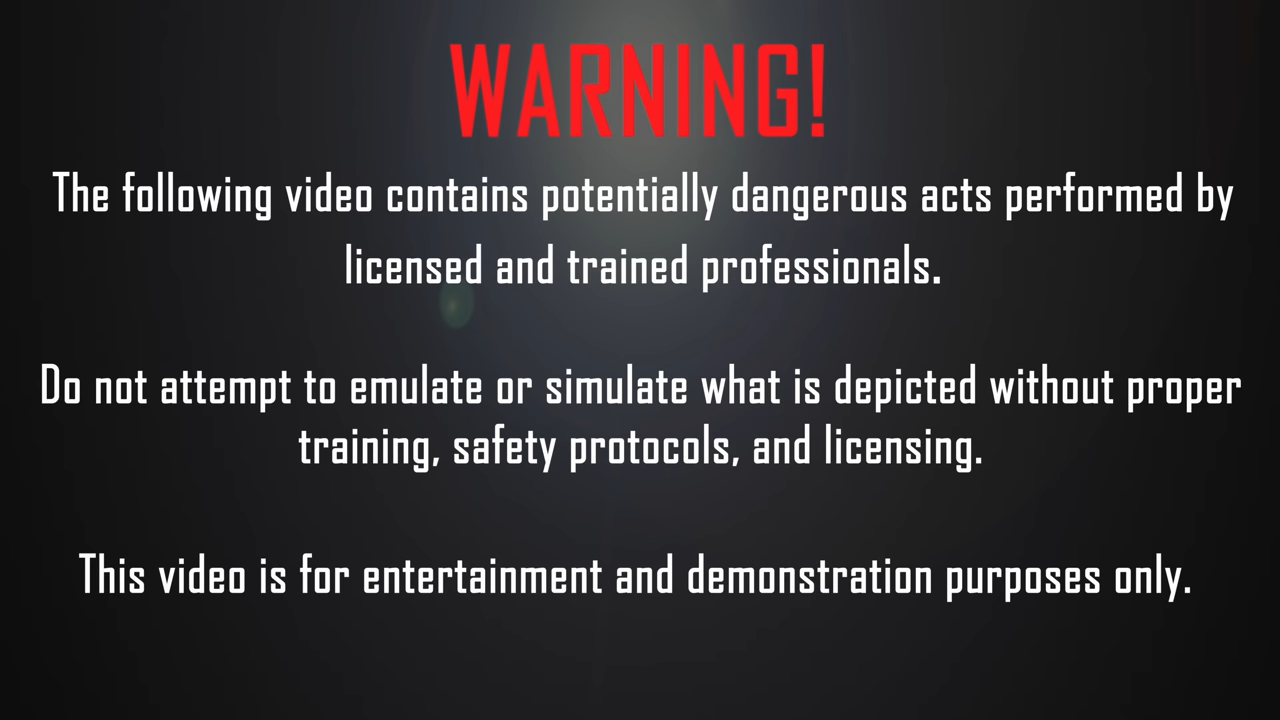 WARNING!
The following video contains potentially dangerous acts performed by
licensed and trained professionals.
Do not attempt to emulate or simulate what is depicted without proper
training, safety protocols, and licensing.
This video is for entertainment and demonstration purposes only.